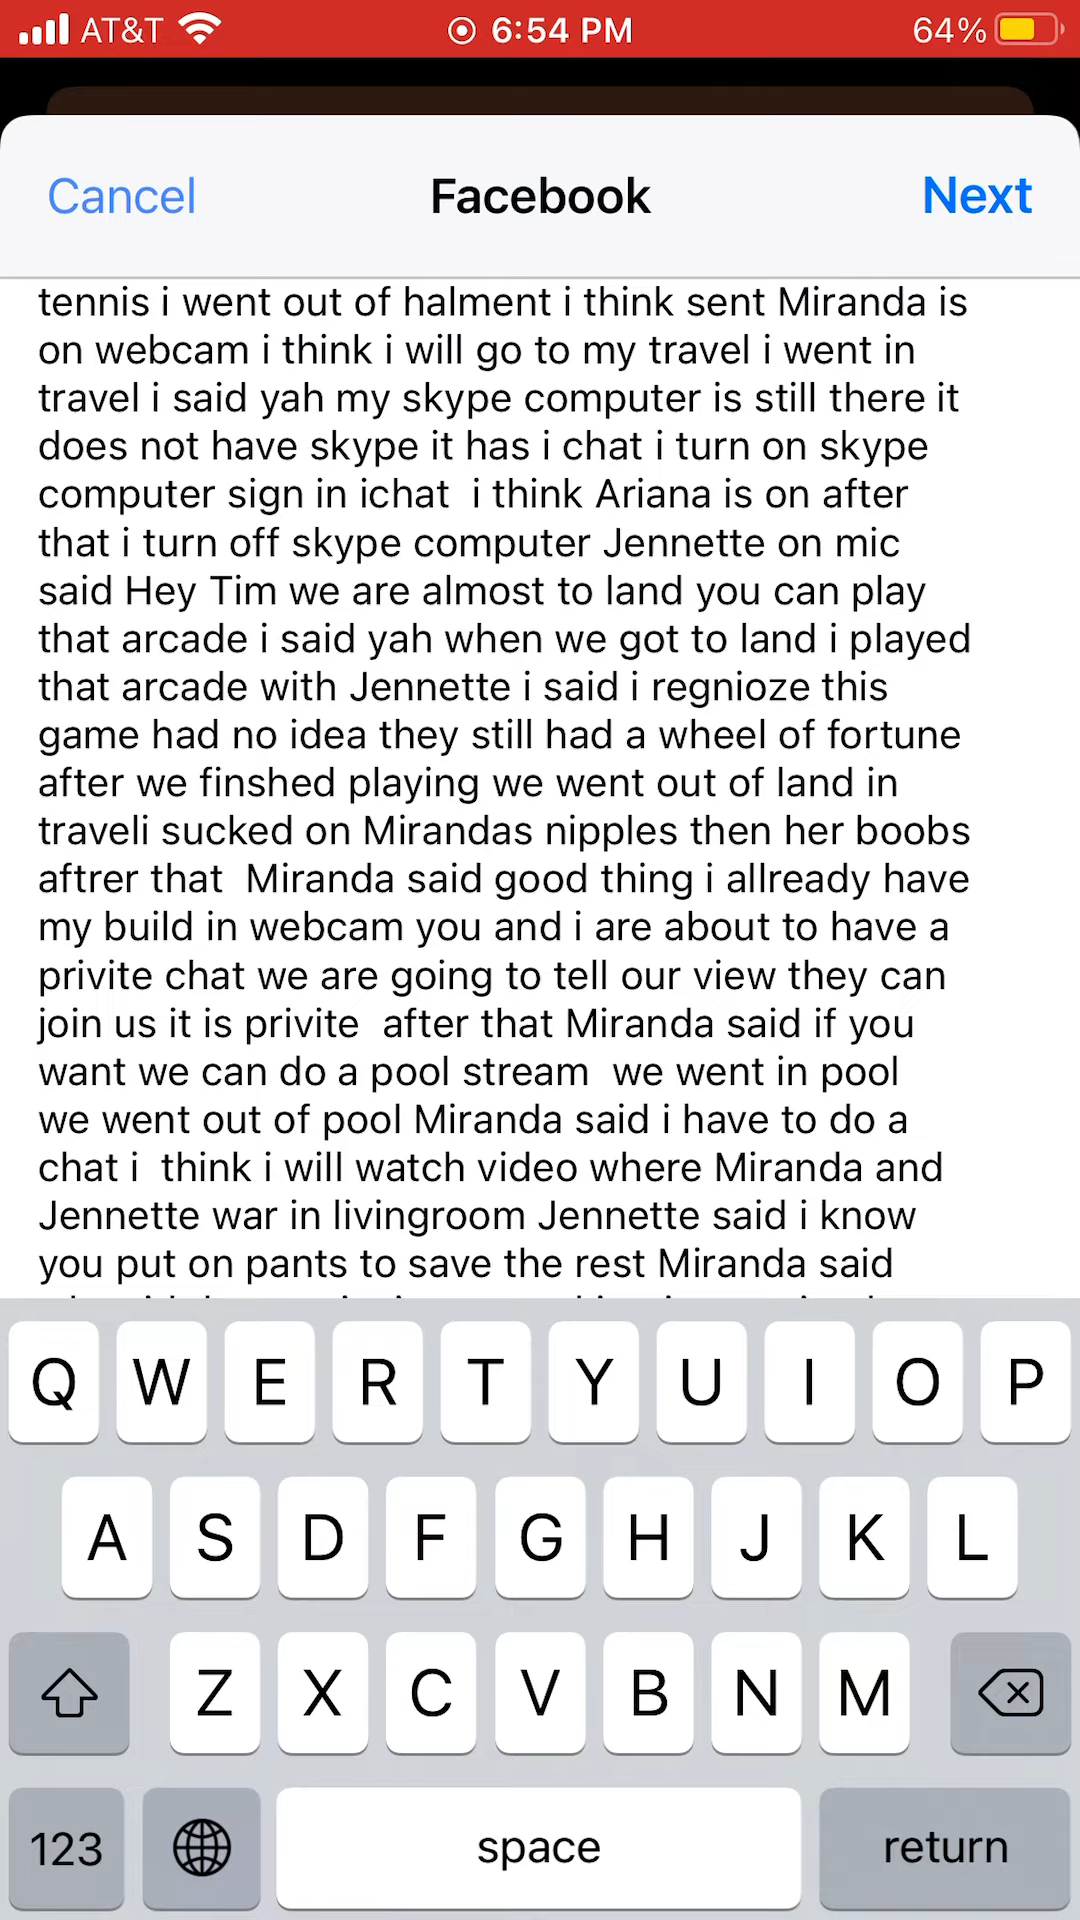 AT&T 6:54 PM 64%
Cancel Facebook Next
tennis i went out of halment i think sent Miranda is
on webcam i think i will go to my travel i went in
travel i said yah my skype computer is still there it
does not have skype it has i chat i turn on skype
computer sign in ichat  i think Ariana is on after
that i turn off skype computer Jennette on mic
said Hey Tim we are almost to land you can play
that arcade i said yah when we got to land i played
that arcade with Jennette i said i regnioze this
game had no idea they still had a wheel of fortune
after we finshed playing we went out of land in
traveli sucked on Mirandas nipples then her boobs
aftrer that  Miranda said good thing i allready have
my build in webcam you and i are about to have a
privite chat we are going to tell our view they can
join us it is privite  after that Miranda said if you
want we can do a pool stream  we went in pool
we went out of pool Miranda said i have to do a
chat i  think i will watch video where Miranda and
Jennette war in livingroom Jennette said i know
you put on pants to save the rest Miranda said
Q W E R T Y U I O P
A S D F G H J K L
Z X C V B N M
123 space return